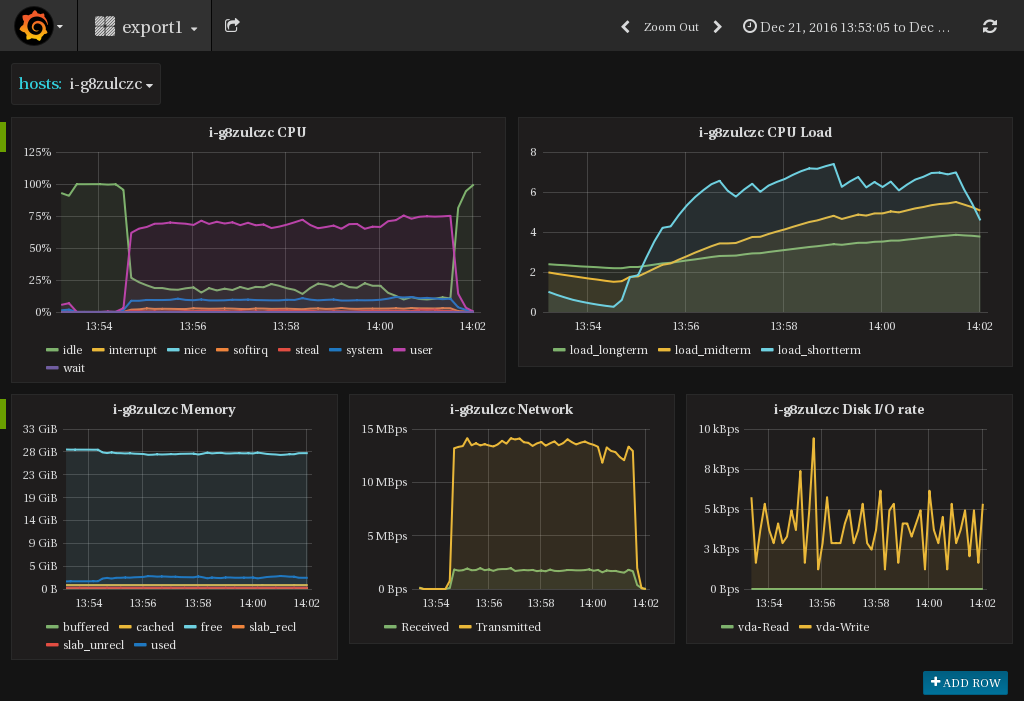 export1
Zoom Out
Dec 21, 2016 13:53:05 to Dec ...
hosts: i-g8zulczc
i-g8zulczc CPU
125%
100%
75%
50%
25%
0%
13:54 13:56 13:58 14:00 14:02
idle interrupt nice softirq steal system user
wait
i-g8zulczc CPU Load
8
6
4
2
0
13:54 13:56 13:58 14:00 14:02
load_longterm load_midterm load_shortterm
i-g8zulczc Memory
33 GiB
28 GiB
23 GiB
19 GiB
14 GiB
9 GiB
5 GiB
0 B
13:54 13:56 13:58 14:00 14:02
buffered cached free slab_recl
slab_unrecl used
i-g8zulczc Network
15 MBps
10 MBps
5 MBps
0 Bps
13:54 13:56 13:58 14:00 14:02
Received Transmitted
i-g8zulczc Disk I/O rate
10 kBps
8 kBps
5 kBps
3 kBps
0 Bps
13:54 13:56 13:58 14:00 14:02
vda-Read vda-Write
+ ADD ROW